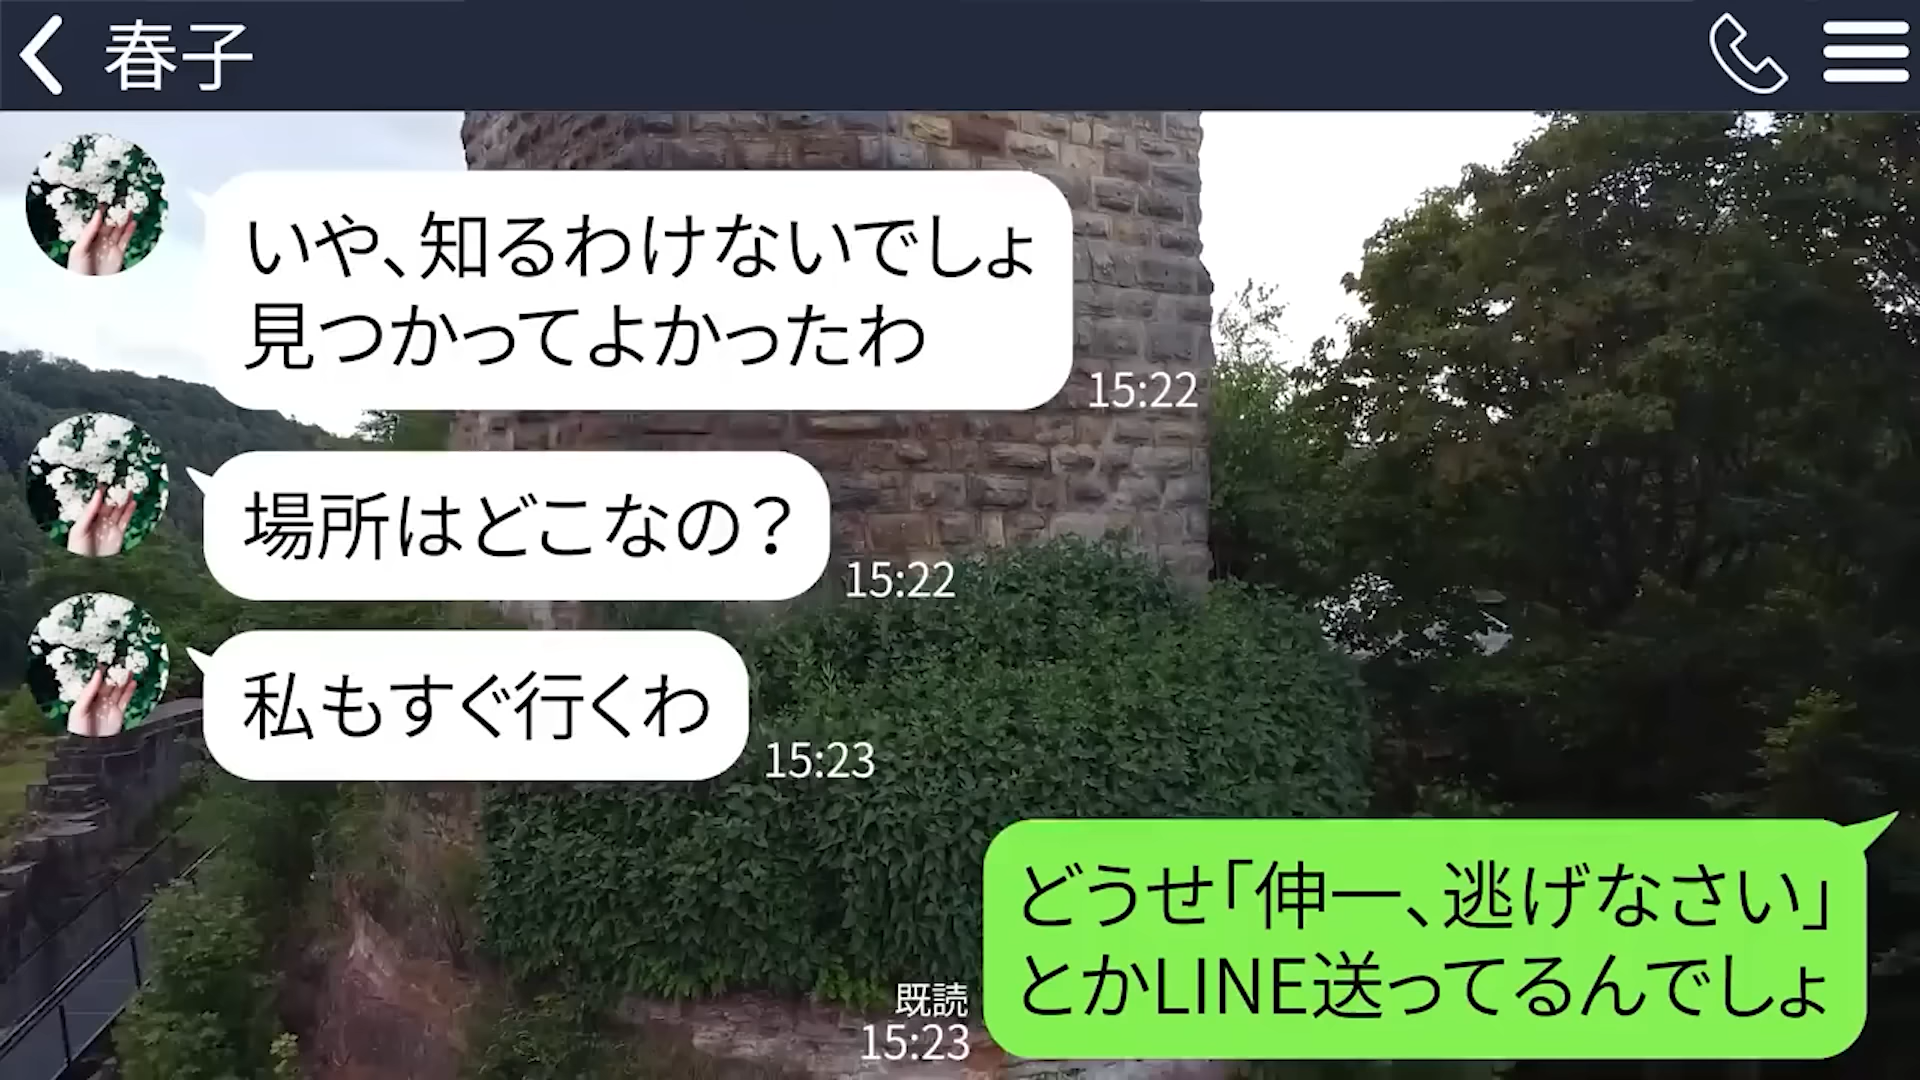 春子
いや、知るわけないでしょ
見つかってよかったわ
15:22
場所はどこなの？
15:22
私もすぐ行くわ
15:23
どうせ「伸一、逃げなさい」
とかLINE送ってるんでしょ
既読
15:23